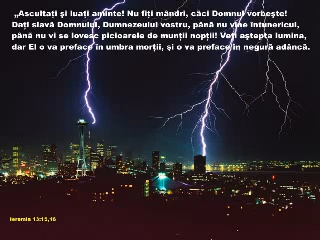 „Ascultaţi şi luaţi aminte! Nu fiţi mândri, căci Domnul vorbeşte!
Daţi slavă Domnului, Dumnezeului vostru, până nu vine întunericul,
până nu vi se lovesc picioarele de munţii nopţii! Veţi aştepta lumina,
dar El o va preface în umbra morţii, şi o va preface în negură adâncă.
Ieremia 13:15,16